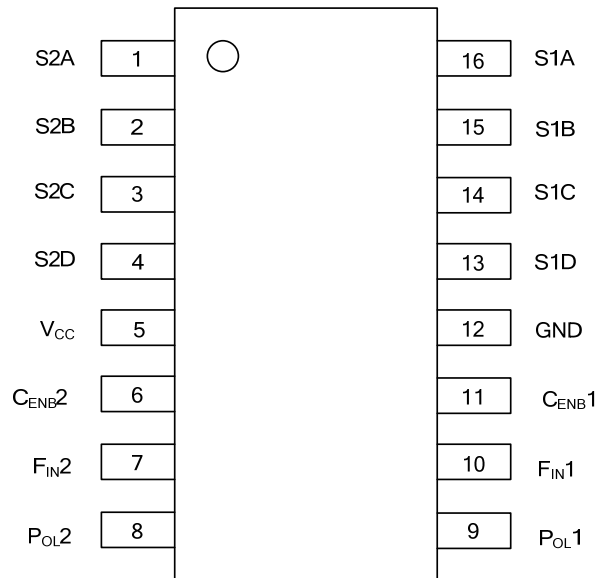 S2A 1 16 S1A
S2B 2 15 S1B
S2C 3 14 S1C
S2D 4 13 S1D
VCC 5 12 GND
CENB2 6 11 CENB1
FIN2 7 10 FIN1
POL2 8 9 POL1